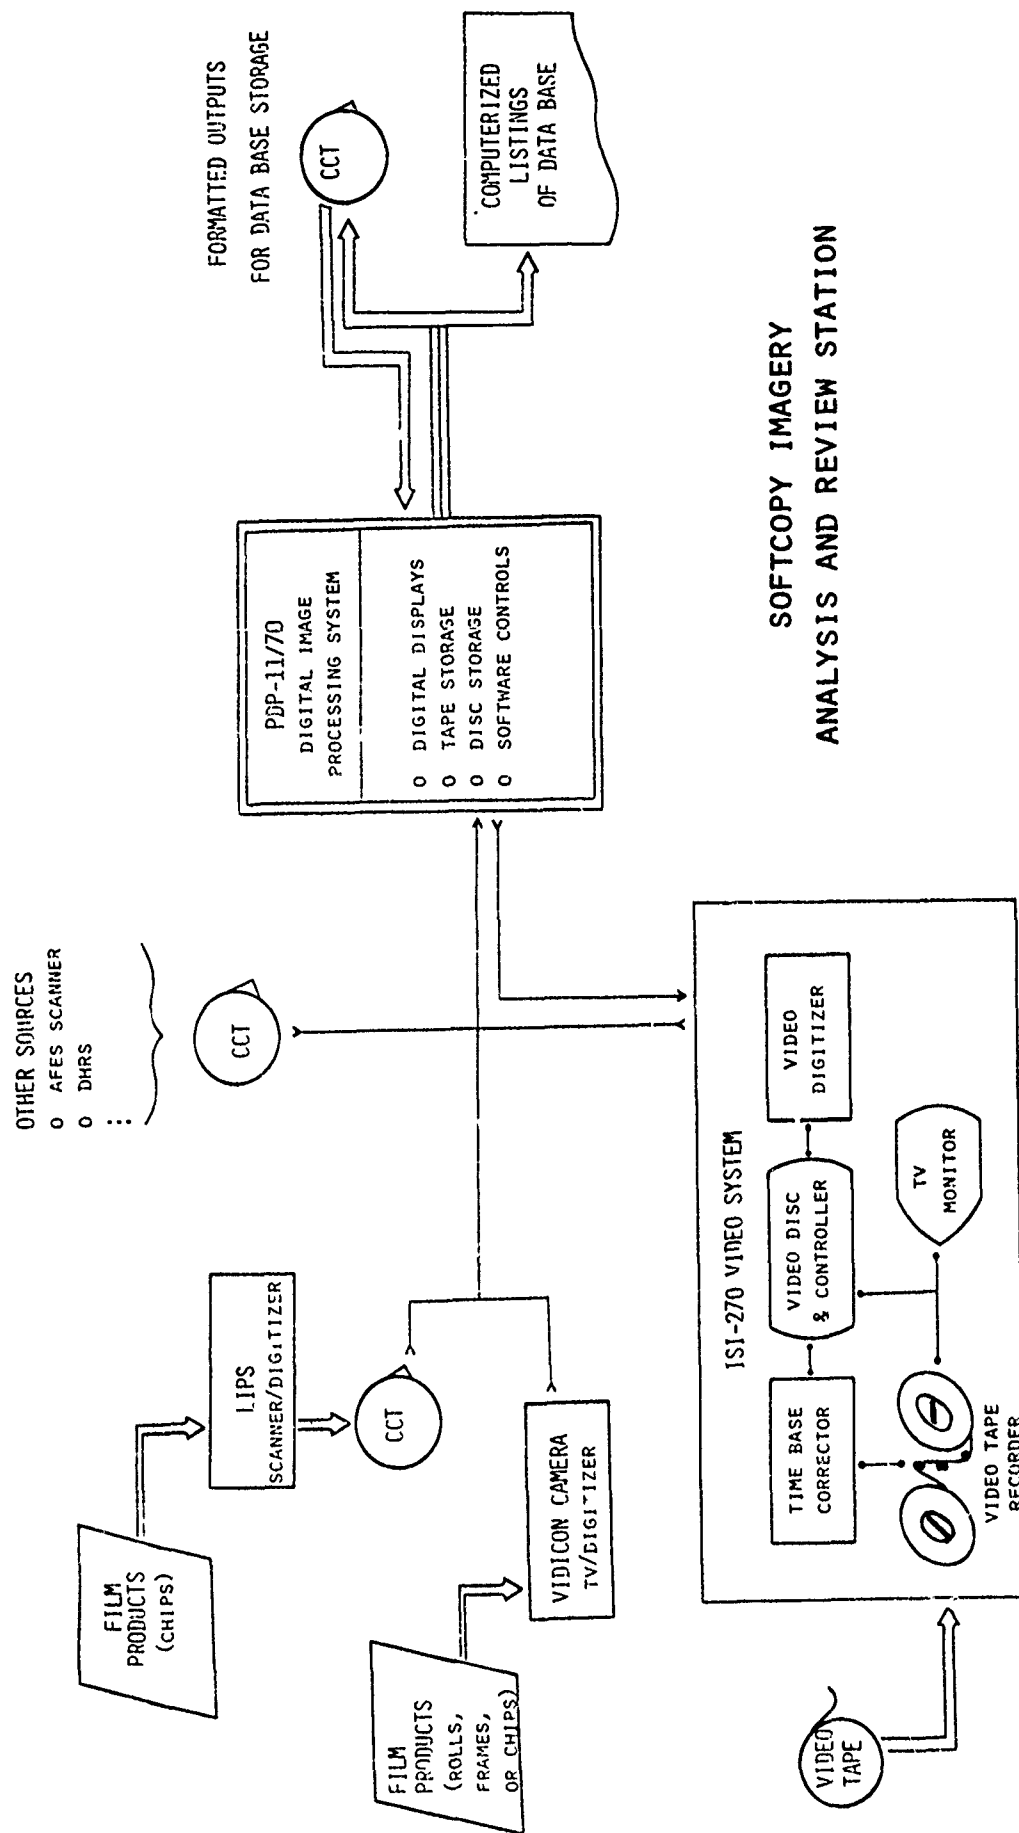 FILM
PRODUCTS
(CHIPS)
LIPS
SCANNER/DIGITIZER
CCT
FILM
PRODUCTS
(ROLLS,
FRAMES,
OR CHIPS)
VIDICON CAMERA
TV/DIGITIZER
OTHER SOURCES
O AFES SCANNER
O DHRS
⋮
CCT
PDP-11/70
DIGITAL IMAGE
PROCESSING SYSTEM
O DIGITAL DISPLAYS
O TAPE STORAGE
O DISC STORAGE
O SOFTWARE CONTROLS
FORMATTED OUTPUTS
FOR DATA BASE STORAGE
CCT
COMPUTERIZED
LISTINGS
OF DATA BASE
VIDEO
TAPE
ISI-270 VIDEO SYSTEM
TIME BASE
CORRECTOR
VIDEO DISC
& CONTROLLER
VIDEO
DIGITIZER
TV
MONITOR
VIDEO TAPE
RECORDER
SOFTCOPY IMAGERY
ANALYSIS AND REVIEW STATION